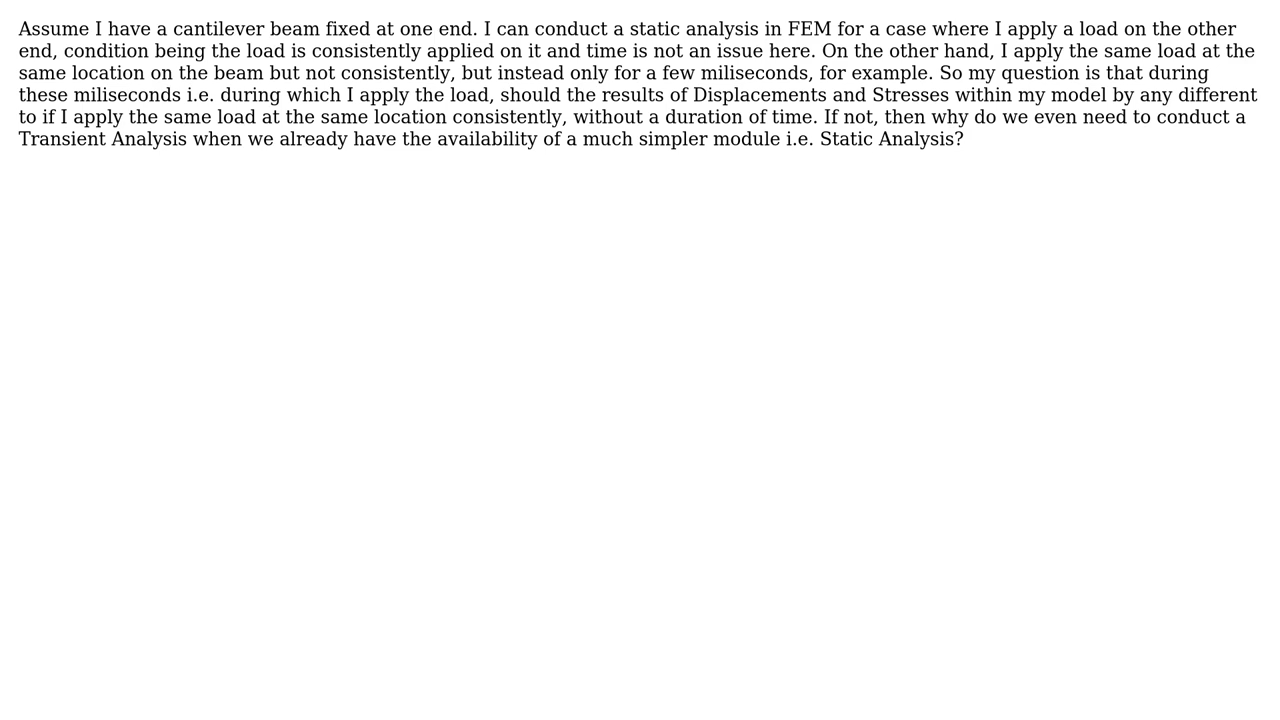 Assume I have a cantilever beam fixed at one end. I can conduct a static analysis in FEM for a case where I apply a load on the other
end, condition being the load is consistently applied on it and time is not an issue here. On the other hand, I apply the same load at the
same location on the beam but not consistently, but instead only for a few miliseconds, for example. So my question is that during
these miliseconds i.e. during which I apply the load, should the results of Displacements and Stresses within my model by any different
to if I apply the same load at the same location consistently, without a duration of time. If not, then why do we even need to conduct a
Transient Analysis when we already have the availability of a much simpler module i.e. Static Analysis?